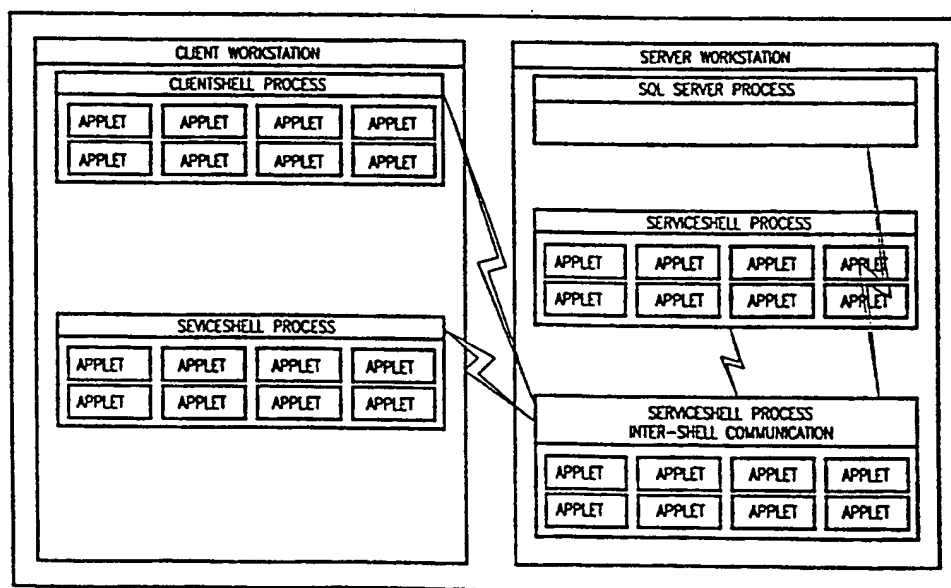 CLIENT WORKSTATION
CLIENTSHELL PROCESS
APPLET APPLET APPLET APPLET
APPLET APPLET APPLET APPLET
SEVICESHELL PROCESS
APPLET APPLET APPLET APPLET
APPLET APPLET APPLET APPLET
SERVER WORKSTATION
SQL SERVER PROCESS
SERVICESHELL PROCESS
APPLET APPLET APPLET APPLET
APPLET APPLET APPLET APPLET
SERVICESHELL PROCESS
INTER-SHELL COMMUNICATION
APPLET APPLET APPLET APPLET
APPLET APPLET APPLET APPLET